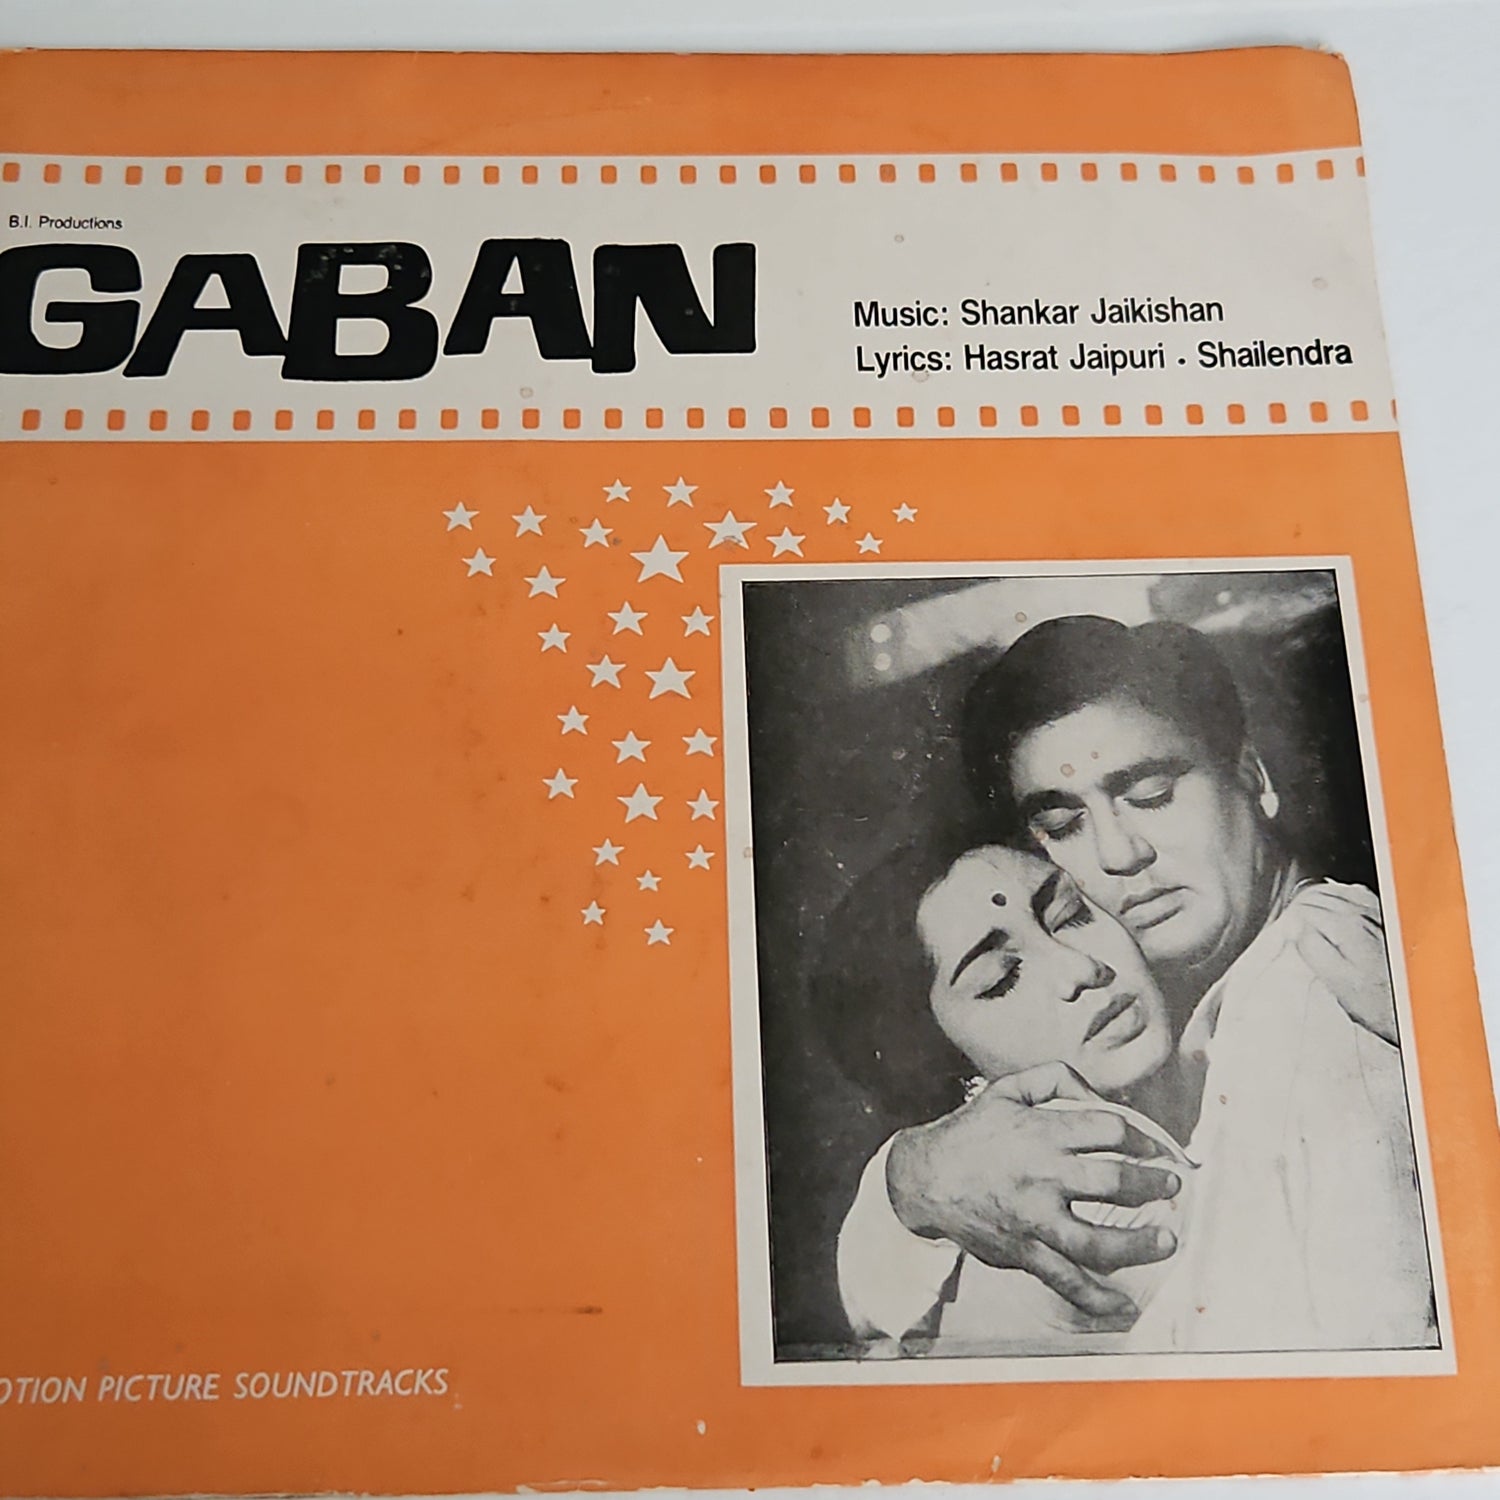 B.I. Productions
GABAN
Music: Shankar Jaikishan
Lyrics: Hasrat Jaipuri . Shailendra
OTION PICTURE SOUNDTRACKS